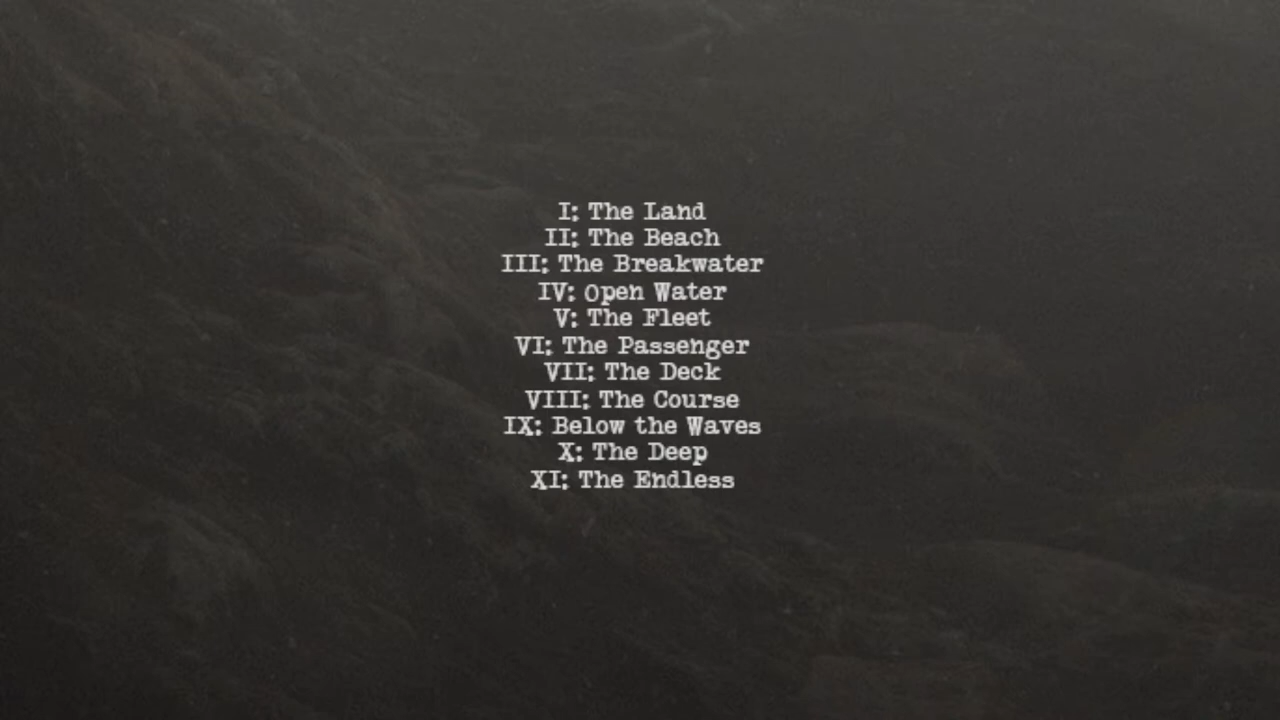 I: The Land
II: The Beach
III: The Breakwater
IV: Open Water
V: The Fleet
VI: The Passenger
VII: The Deck
VIII: The Course
IX: Below the Waves
X: The Deep
XI: The Endless